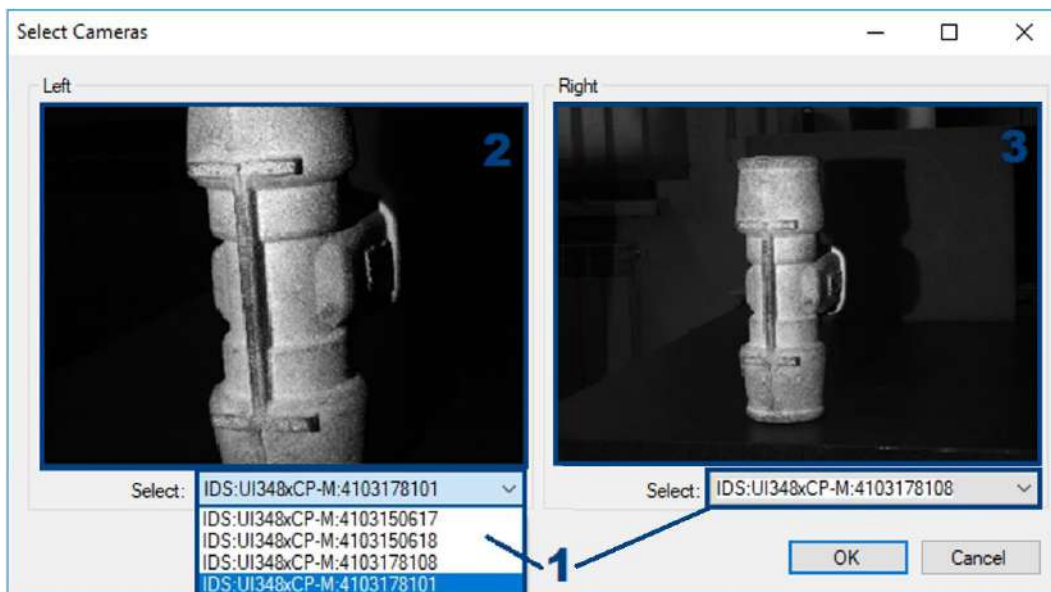 Select Cameras
Left
Right
2
3
Select: IDS:UI348xCP-M:4103178101
Select: IDS:UI348xCP-M:4103178108
IDS:UI348xCP-M:4103150617
IDS:UI348xCP-M:4103150618
IDS:UI348xCP-M:4103178108
IDS:UI348xCP-M:4103178101
1
OK
Cancel